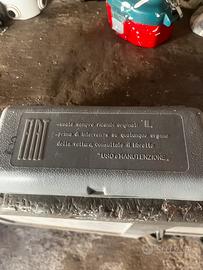 FIAT
-usate sempre ricambi originali
-prima di intervenire su qualunque organo
della vettura, consultate il libretto
"USO e MANUTENZIONE"